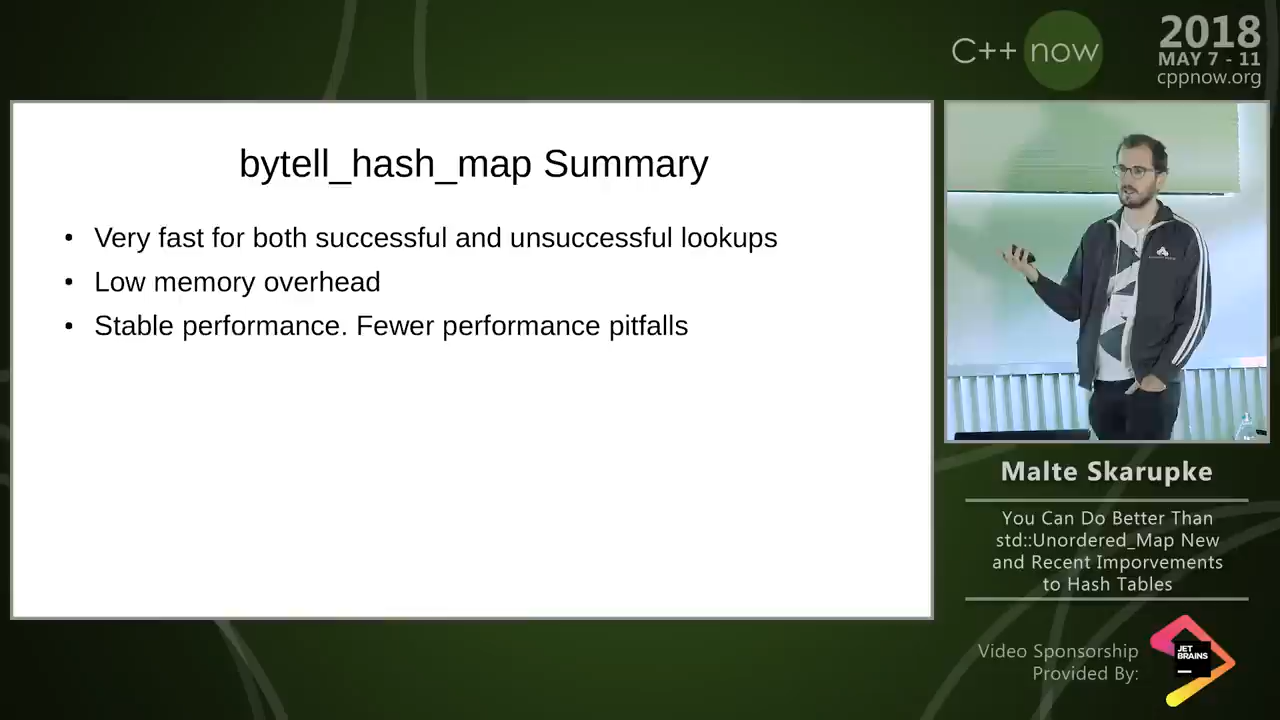 C++ now
2018
MAY 7 - 11
cppnow.org
bytell_hash_map Summary
• Very fast for both successful and unsuccessful lookups
• Low memory overhead
• Stable performance. Fewer performance pitfalls
Malte Skarupke
You Can Do Better Than
std::Unordered_Map New
and Recent Imporvements
to Hash Tables
Video Sponsorship
Provided By:
JET
BRAINS